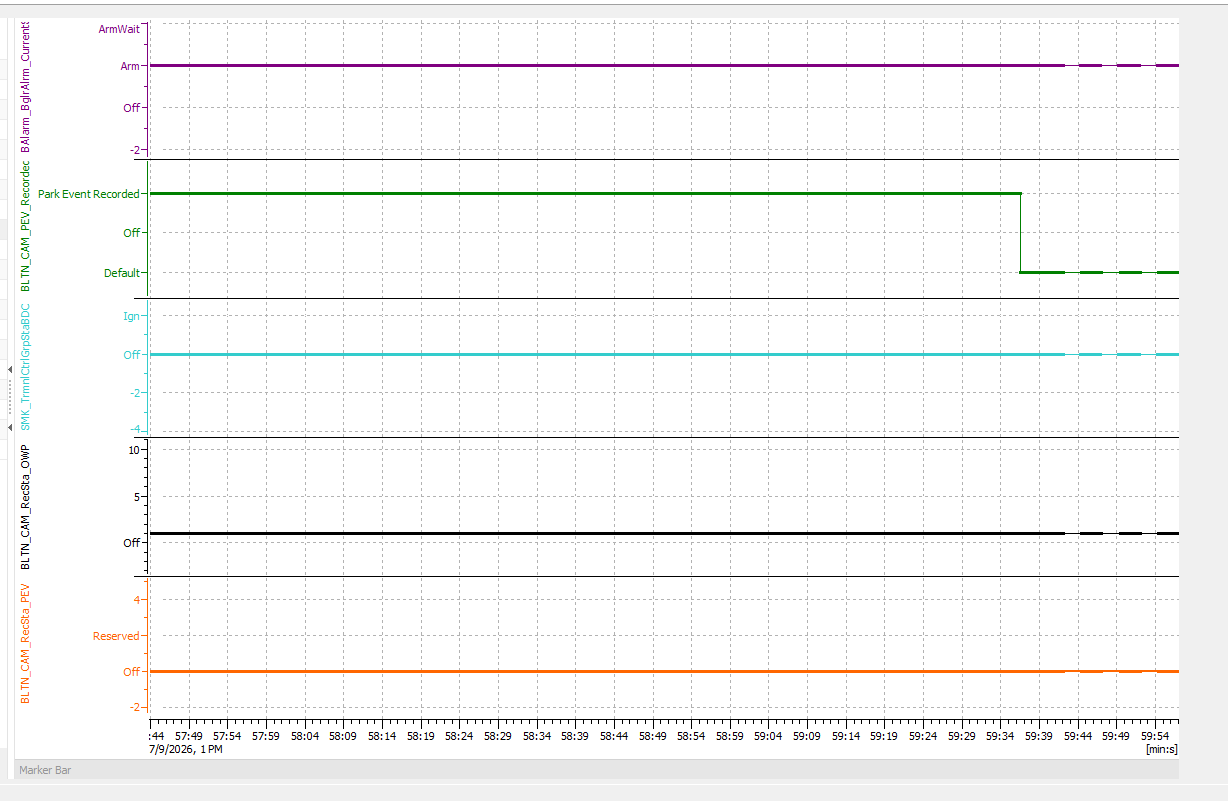 BAlarm_BglrAlrm_CurrentS
ArmWait
Arm
Off
-2
BLTN_CAM_PEV_Recorded
Park Event Recorded
Off
Default
SMK_TrmnlCtrlGrpStaBDC
Ign
Off
-2
-4
BLTN_CAM_RecSta_OWP
10
5
Off
BLTN_CAM_RecSta_PEV
4
Reserved
Off
-2
:44 57:49 57:54 57:59 58:04 58:09 58:14 58:19 58:24 58:29 58:34 58:39 58:44 58:49 58:54 58:59 59:04 59:09 59:14 59:19 59:24 59:29 59:34 59:39 59:44 59:49 59:54
7/9/2026, 1 PM [min:s]
Marker Bar